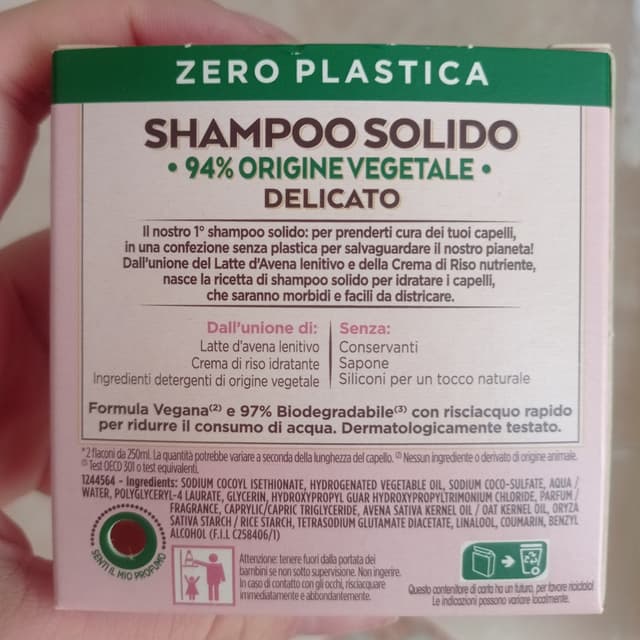 ZERO PLASTICA
SHAMPOO SOLIDO
• 94% ORIGINE VEGETALE •
DELICATO
Il nostro 1° shampoo solido: per prenderti cura dei tuoi capelli,
in una confezione senza plastica per salvaguardare il nostro pianeta!
Dall'unione del Latte d'Avena lenitivo e della Crema di Riso nutriente,
nasce la ricetta di shampoo solido per idratare i capelli,
che saranno morbidi e facili da districare.
Dall'unione di:
Latte d'avena lenitivo
Crema di riso idratante
Ingredienti detergenti di origine vegetale
Senza:
Conservanti
Sapone
Siliconi per un tocco naturale
Formula Vegana(2) e 97% Biodegradabile(3) con risciacquo rapido
per ridurre il consumo di acqua. Dermatologicamente testato.
*2 flaconi da 250ml. La quantità potrebbe variare a seconda della lunghezza del capello. (2) Nessun ingrediente o derivato di origine animale.
(3) Test OECD 301 o test equivalenti.
1244564 - Ingredients: SODIUM COCOYL ISETHIONATE, HYDROGENATED VEGETABLE OIL, SODIUM COCO-SULFATE, AQUA /
WATER, POLYGLYCERYL-4 LAURATE, GLYCERIN, HYDROXYPROPYL GUAR HYDROXYPROPYLTRIMONIUM CHLORIDE, PARFUM /
FRAGRANCE, CAPRYLIC/CAPRIC TRIGLYCERIDE, AVENA SATIVA KERNEL OIL / OAT KERNEL OIL, ORYZA
SATIVA STARCH / RICE STARCH, TETRASODIUM GLUTAMATE DIACETATE, LINALOOL, COUMARIN, BENZYL
ALCOHOL (F.I.L C258406/1)
SENTI IL MIO PROFUMO
Attenzione: tenere fuori dalla portata dei
bambini se non sotto supervisione. Non ingerire.
In caso di contatto con gli occhi, risciacquare
immediatamente e abbondantemente.
Questo contenitore di carta ha un futuro, per favore riciclalo!
Le indicazioni possono variare localmente.